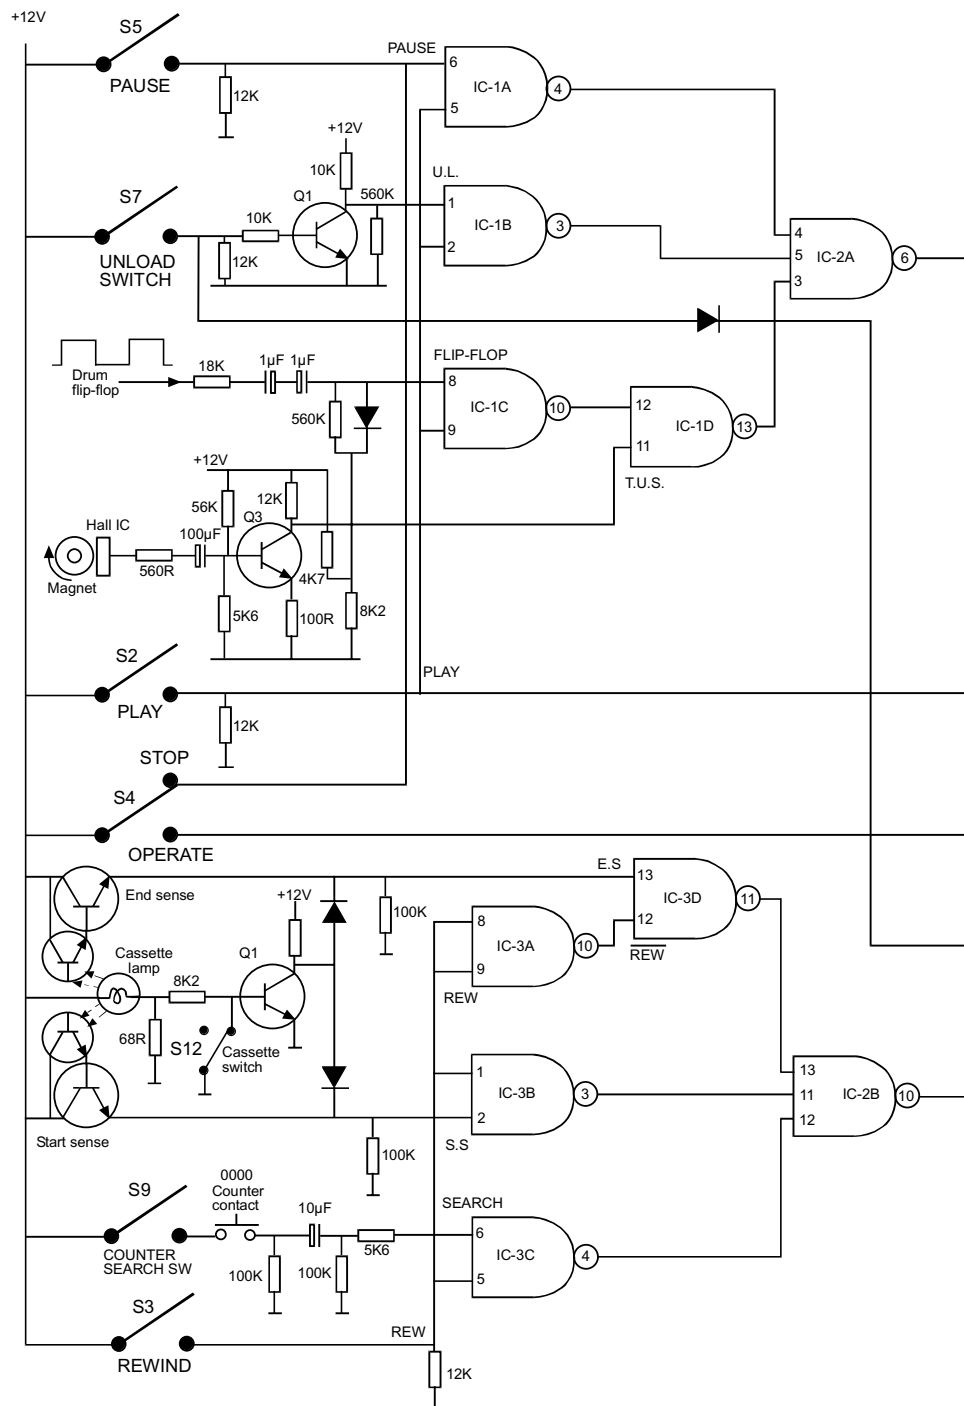 +12V
S5
PAUSE
6
IC-1A
4
PAUSE
12K
5
+12V
10K
U.L.
S7
Q1
560K
1
IC-1B
3
10K
2
4
IC-2A
6
UNLOAD
SWITCH
12K
5
3
FLIP-FLOP
Drum
flip-flop
18K
1µF
1µF
8
IC-1C
10
12
IC-1D
13
560K
9
11
T.U.S.
+12V
56K
12K
Q3
Hall IC
100µF
560R
Magnet
4K7
5K6
100R
8K2
S2
PLAY
PLAY
12K
STOP
S4
OPERATE
E.S
13
IC-3D
11
End sense
+12V
100K
8
IC-3A
10
12
REW
Cassette
lamp
Q1
9
REW
8K2
68R
S12
Cassette
switch
1
IC-3B
3
13
11
IC-2B
10
2
12
S.S
Start sense
100K
S9
0000
Counter
contact
10µF
SEARCH
6
IC-3C
4
COUNTER
SEARCH SW
5K6
100K
100K
5
S3
REW
REWIND
12K